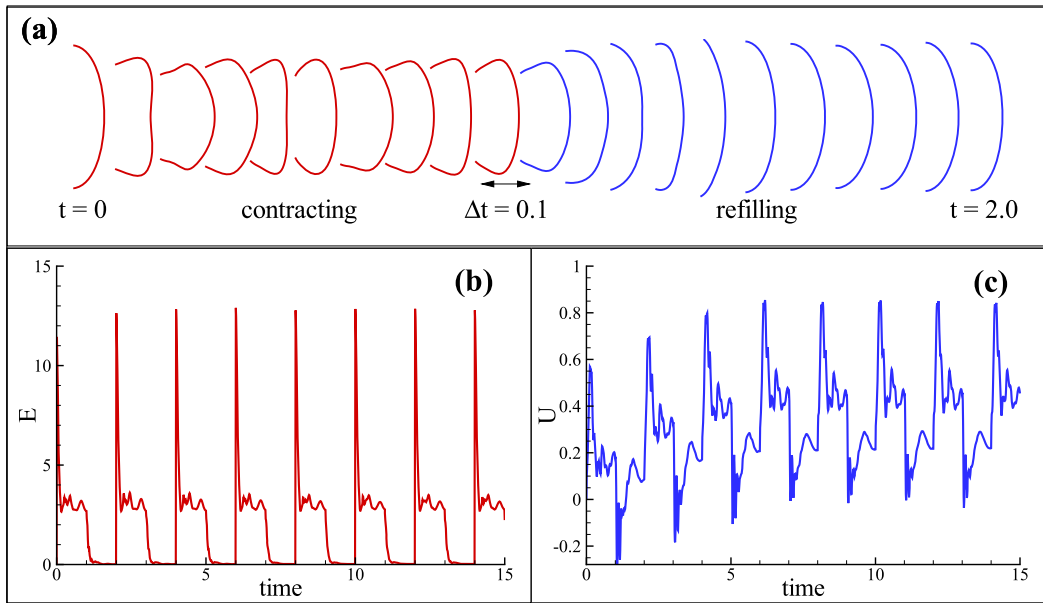 (a)
t = 0
contracting
Δt = 0.1
refilling
t = 2.0
(b)
15
10
5
0
E
0
5
10
15
time
(c)
1
0.8
0.6
0.4
0.2
0
-0.2
U
0
5
10
15
time